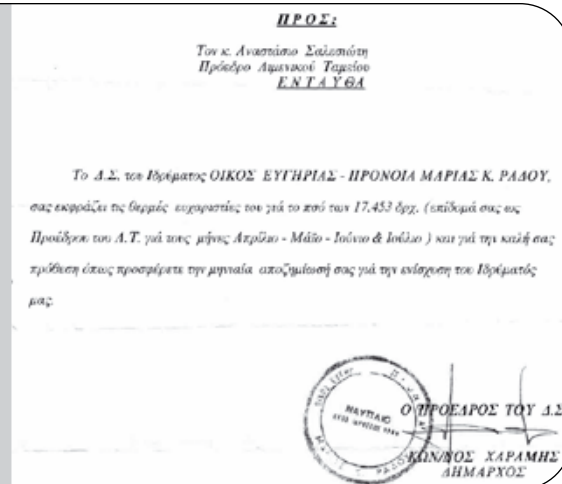 ΠΡΟΣ:
Τον κ. Αναστάσιο Σαλεσιώτη
Πρόεδρο Λιμενικού Ταμείου
ΕΝΤΑΥΘΑ
Το Δ.Σ. του Ιδρύματος ΟΙΚΟΣ ΕΥΓΗΡΙΑΣ - ΠΡΟΝΟΙΑ ΜΑΡΙΑΣ Κ. ΡΑΔΟΥ,
σας εκφράζει τις θερμές ευχαριστίες του γιά το ποσό των 17.453 δρχ. (επίδομά σας ως
Προέδρου του Λ.Τ. γιά τους μήνες Απρίλιο - Μάϊο - Ιούνιο & Ιούλιο ) και γιά την καλή σας
πρόθεση όπως προσφέρετε την μηνιαία αποζημίωσή σας γιά την ενίσχυση του Ιδρύματός
μας.
ΝΑΥΠΛΙΟ
Ο ΠΡΟΕΔΡΟΣ ΤΟΥ Δ.Σ
ΚΩΝ/ΝΟΣ ΧΑΡΑΜΗΣ
ΔΗΜΑΡΧΟΣ